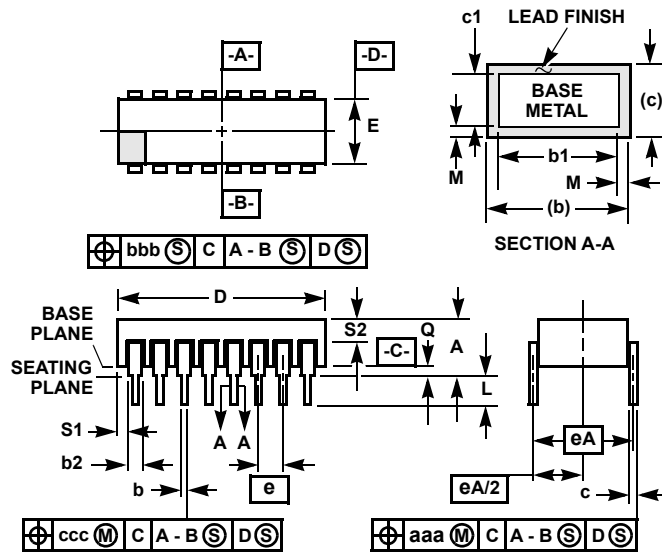 c1
LEAD FINISH
-A-
-D-
BASE
METAL
(c)
E
M
b1
M
-B-
(b)
⌖ bbb Ⓢ C A - B Ⓢ D Ⓢ
SECTION A-A
D
BASE
PLANE
S2
Q
A
-C-
SEATING
PLANE
L
S1
A A
eA
b2
e
eA/2
b
c
⌖ ccc Ⓜ C A - B Ⓢ D Ⓢ
⌖ aaa Ⓜ C A - B Ⓢ D Ⓢ